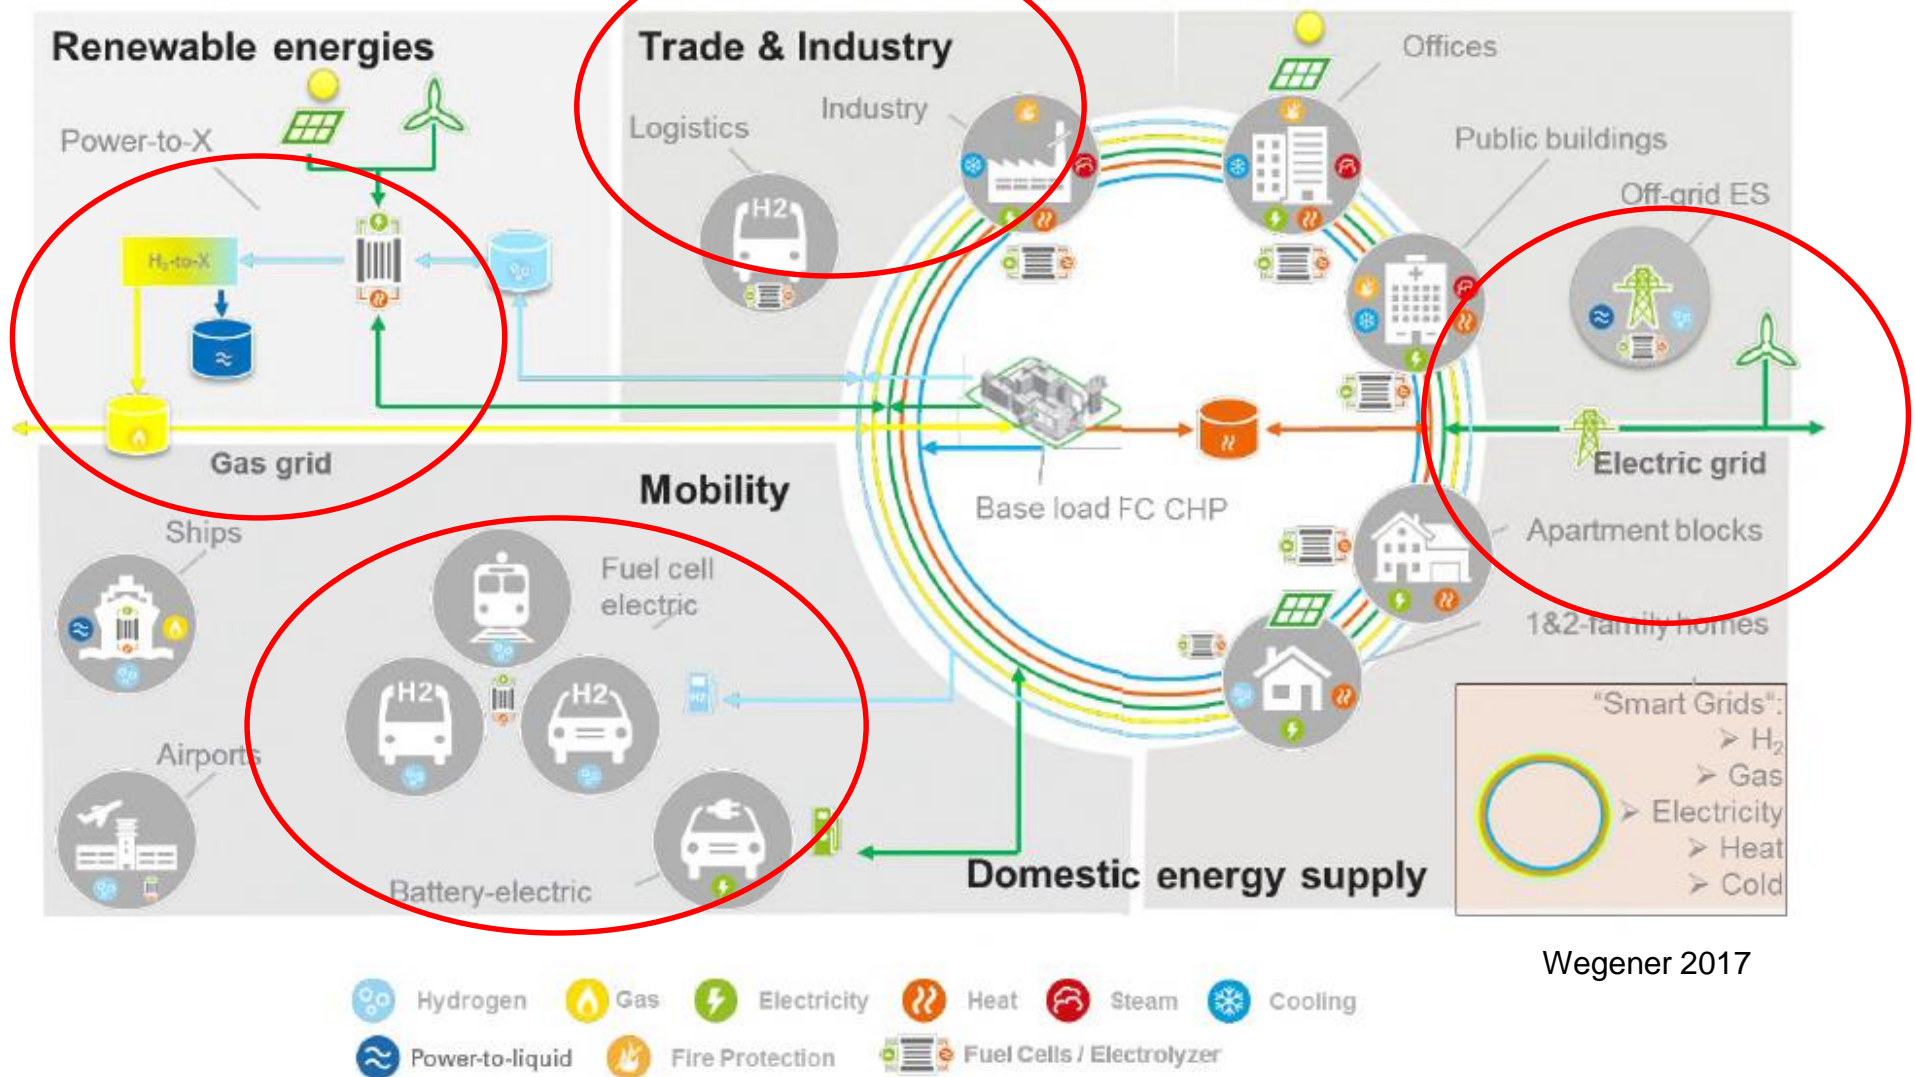 Renewable energies
Trade & Industry
Offices
Industry
Logistics
Power-to-X
Public buildings
Off-grid ES
H2
H₂-to-X
Gas grid
Electric grid
Mobility
Base load FC CHP
Ships
Fuel cell
electric
Apartment blocks
1&2-family homes
H2
H2
H2
Airports
Battery-electric
Domestic energy supply
"Smart Grids":
➢ H₂
➢ Gas
➢ Electricity
➢ Heat
➢ Cold
Wegener 2017
Hydrogen
Gas
Electricity
Heat
Steam
Cooling
Power-to-liquid
Fire Protection
Fuel Cells / Electrolyzer